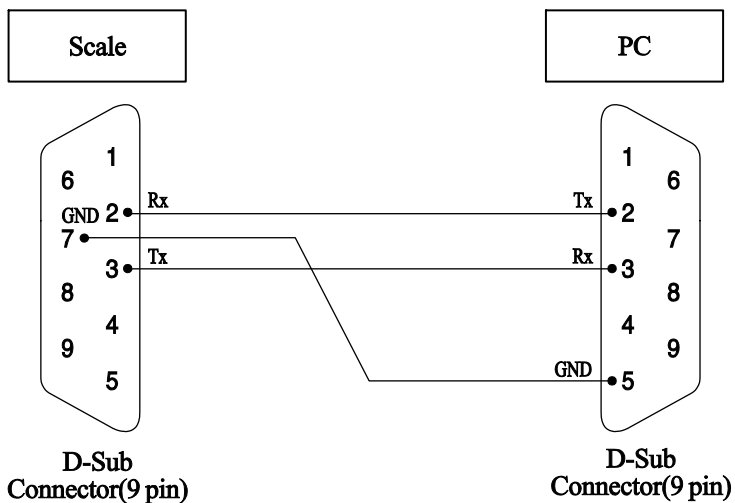 Scale
PC
1
6
2
Rx
GND
7
3
Tx
8
4
9
5
1
6
Tx
2
7
Rx
3
8
4
9
GND
5
D-Sub
Connector(9 pin)
D-Sub
Connector(9 pin)